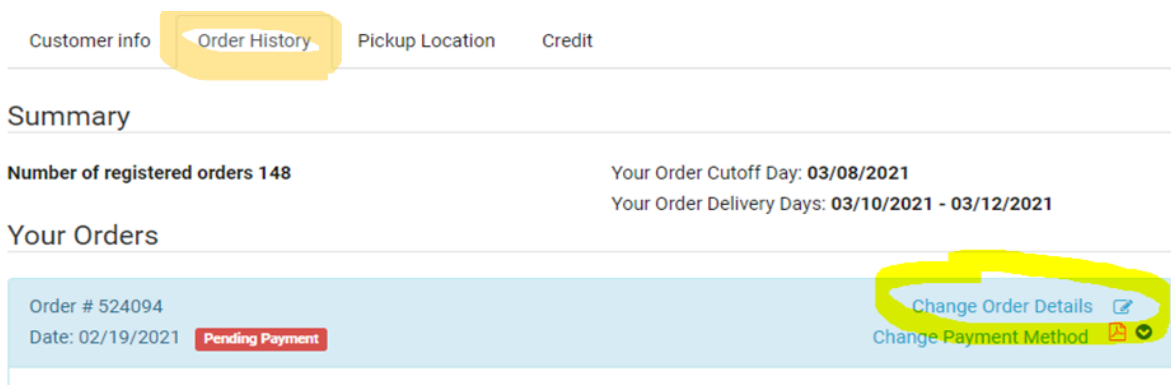 Customer info Order History Pickup Location Credit
Summary
Number of registered orders 148
Your Order Cutoff Day: 03/08/2021
Your Order Delivery Days: 03/10/2021 - 03/12/2021
Your Orders
Order # 524094
Date: 02/19/2021 Pending Payment
Change Order Details
Change Payment Method